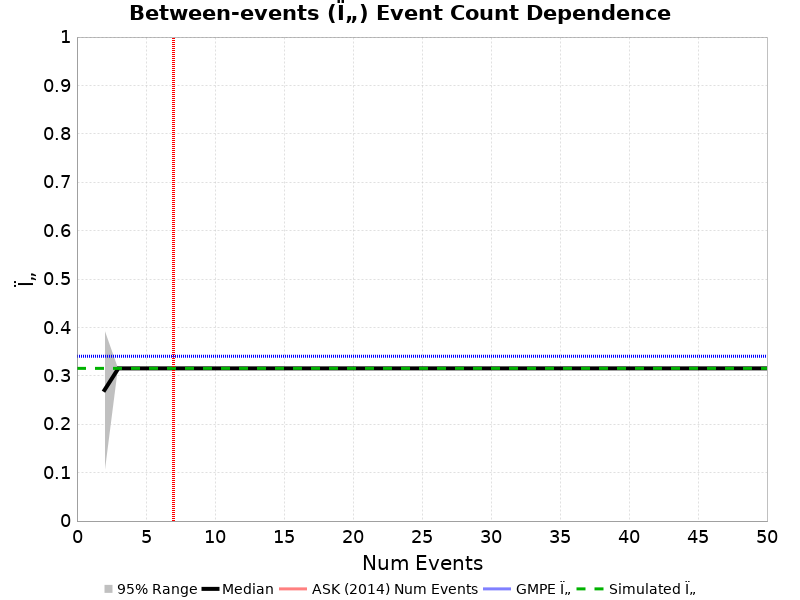 Between-events (Ï„) Event Count Dependence
1
0.9
0.8
0.7
0.6
0.5
0.4
0.3
0.2
0.1
0
Ï„
0 5 10 15 20 25 30 35 40 45 50
Num Events
95% Range Median ASK (2014) Num Events GMPE Ï„ Simulated Ï„